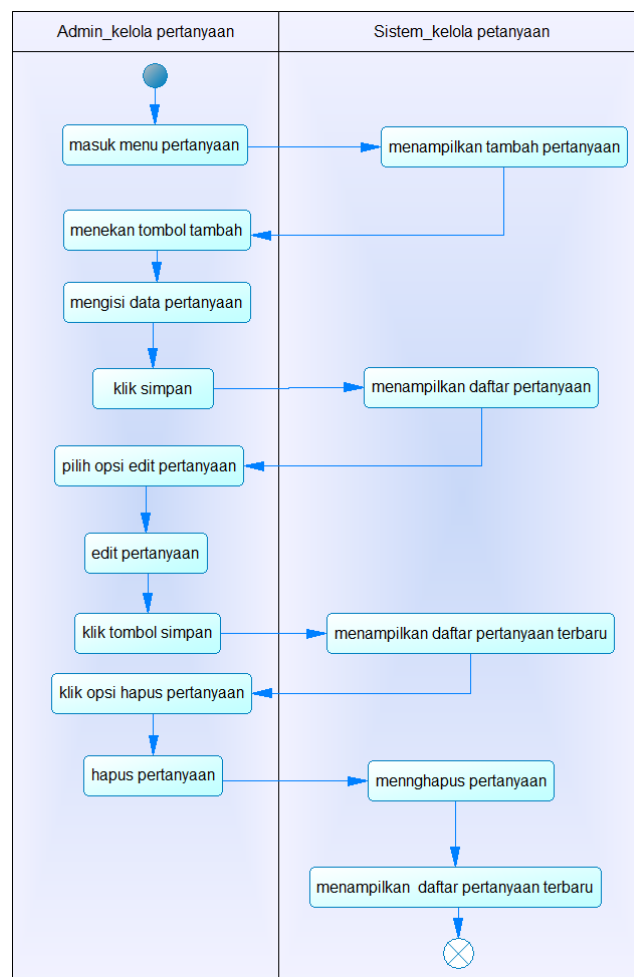 Admin_kelola pertanyaan
Sistem_kelola petanyaan
masuk menu pertanyaan
menampilkan tambah pertanyaan
menekan tombol tambah
mengisi data pertanyaan
klik simpan
menampilkan daftar pertanyaan
pilih opsi edit pertanyaan
edit pertanyaan
klik tombol simpan
menampilkan daftar pertanyaan terbaru
klik opsi hapus pertanyaan
hapus pertanyaan
mennghapus pertanyaan
menampilkan  daftar pertanyaan terbaru